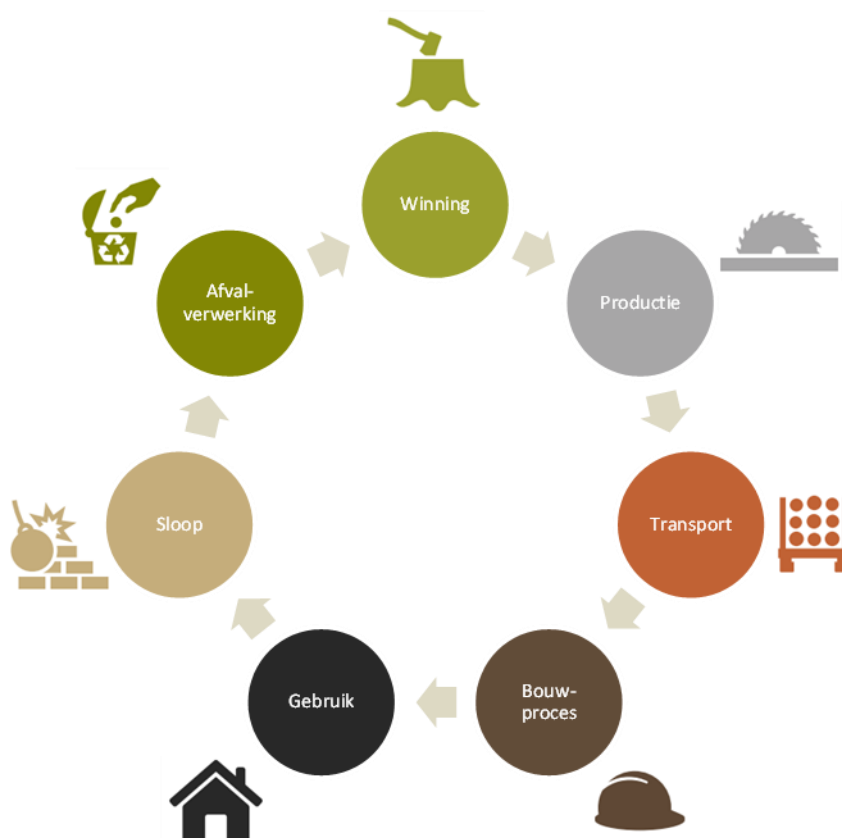 Winning
Productie
Transport
Bouw-
proces
Gebruik
Sloop
Afval-
verwerking